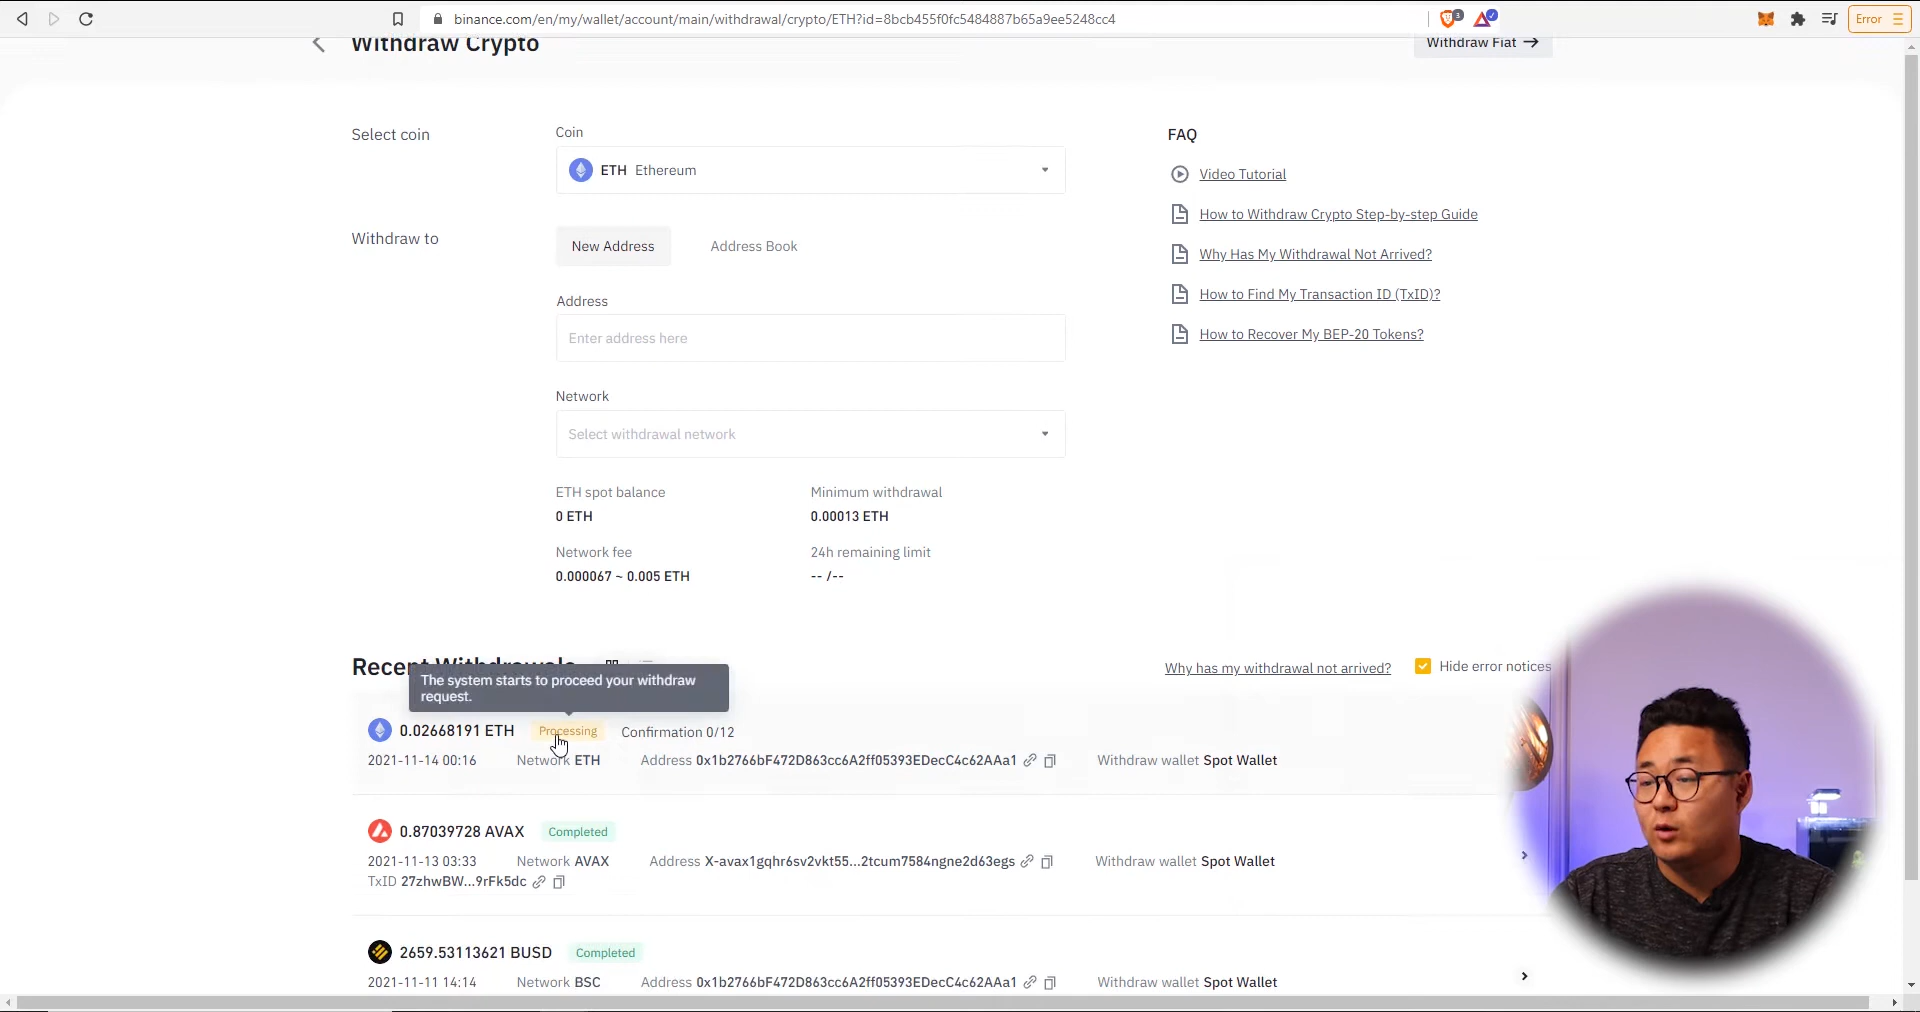 binance.com/en/my/wallet/account/main/withdrawal/crypto/ETH?id=8bcb455f0fc5484887b65a9ee5248cc4
3
Error
Withdraw Crypto
Withdraw Fiat
Select coin
Coin
ETH Ethereum
FAQ
Video Tutorial
How to Withdraw Crypto Step-by-step Guide
Why Has My Withdrawal Not Arrived?
How to Find My Transaction ID (TxID)?
How to Recover My BEP-20 Tokens?
Withdraw to
New Address
Address Book
Address
Enter address here
Network
Select withdrawal network
ETH spot balance
0 ETH
Minimum withdrawal
0.00013 ETH
Network fee
0.000067 ~ 0.005 ETH
24h remaining limit
-- /--
Recent Withdrawals
Why has my withdrawal not arrived?
Hide error notices
The system starts to proceed your withdraw
request.
0.02668191 ETH Processing Confirmation 0/12
2021-11-14 00:16 Network ETH Address 0x1b2766bF472D863cc6A2ff05393EDecC4c62AAa1 Withdraw wallet Spot Wallet
0.87039728 AVAX Completed
2021-11-13 03:33 Network AVAX Address X-avax1gqhr6sv2vkt55...2tcum7584ngne2d63egs Withdraw wallet Spot Wallet
TxID 27zhwBW...9rFk5dc
2659.53113621 BUSD Completed
2021-11-11 14:14 Network BSC Address 0x1b2766bF472D863cc6A2ff05393EDecC4c62AAa1 Withdraw wallet Spot Wallet